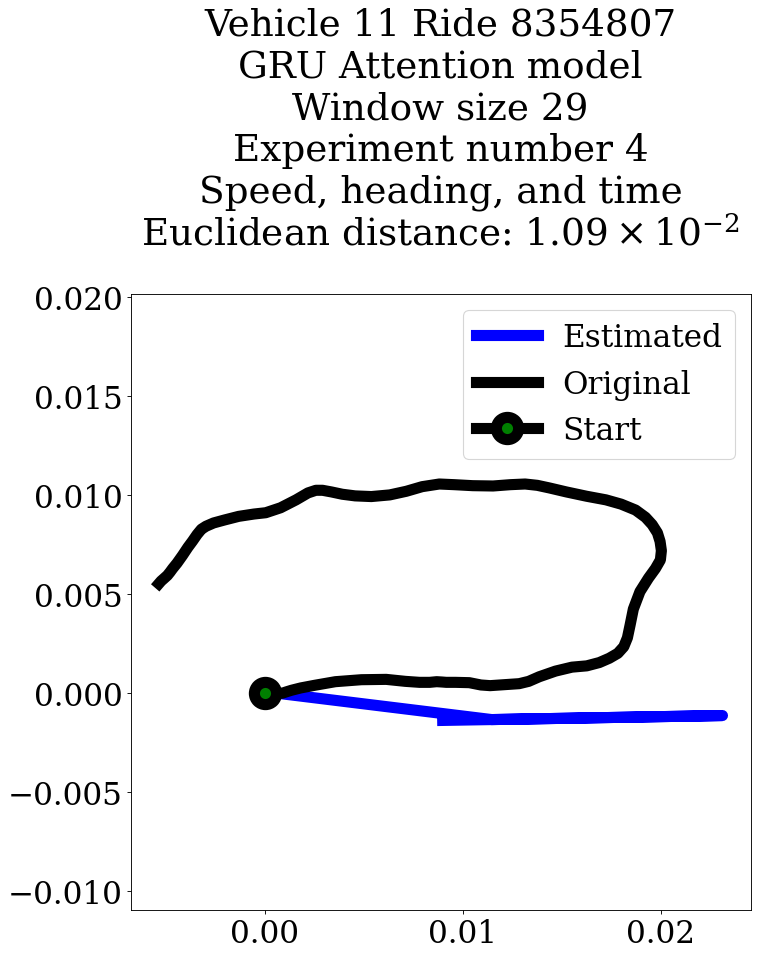 Vehicle 11 Ride 8354807
GRU Attention model
Window size 29
Experiment number 4
Speed, heading, and time
Euclidean distance: 1.09 × 10⁻²
0.020
Estimated
0.015
Original
Start
0.010
0.005
0.000
−0.005
−0.010
0.00 0.01 0.02